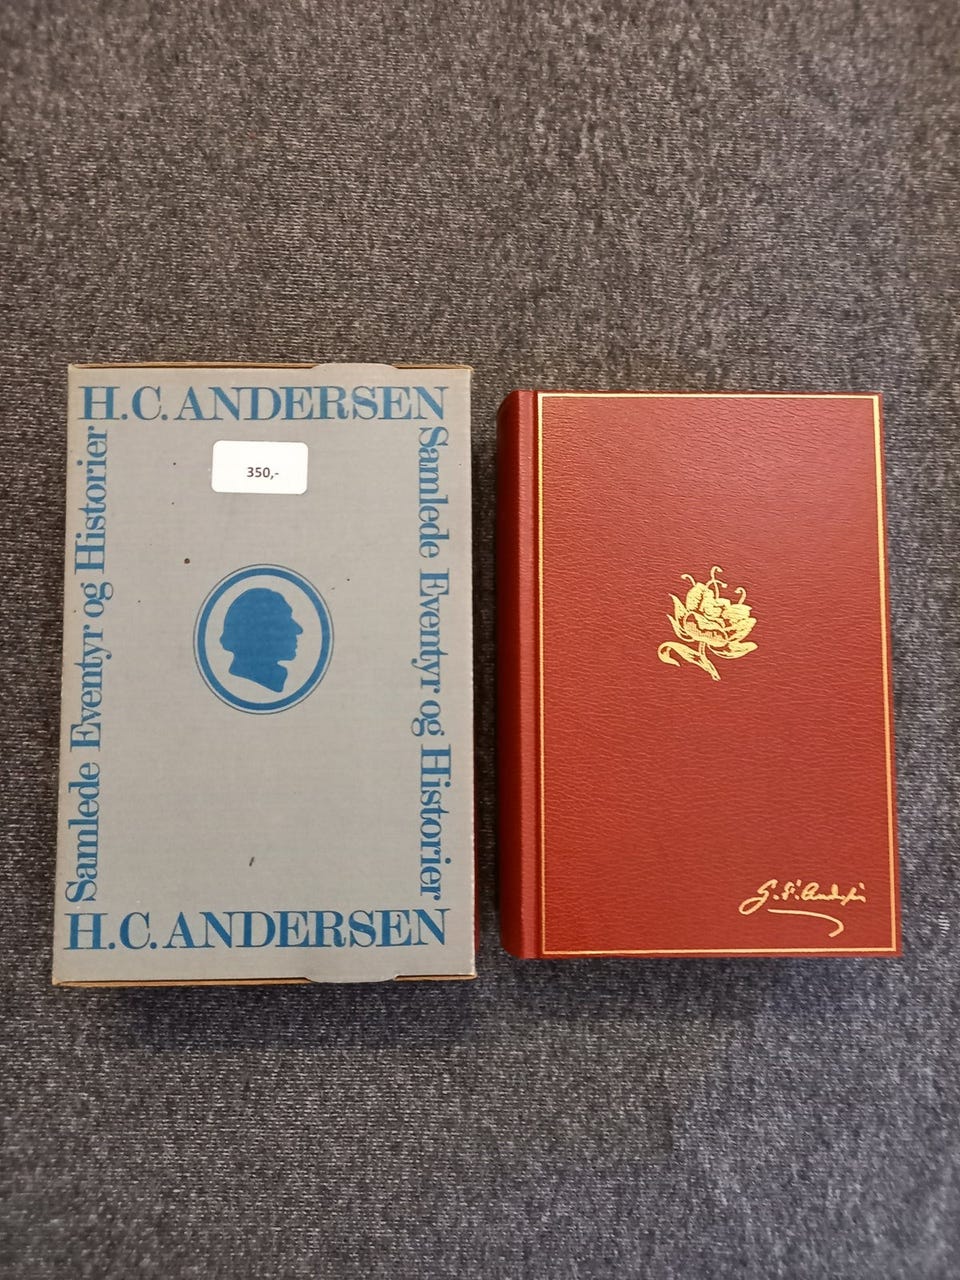 H.C. ANDERSEN
350,-
Samlede Eventyr og Historier
Samlede Eventyr og Historier
H.C. ANDERSEN